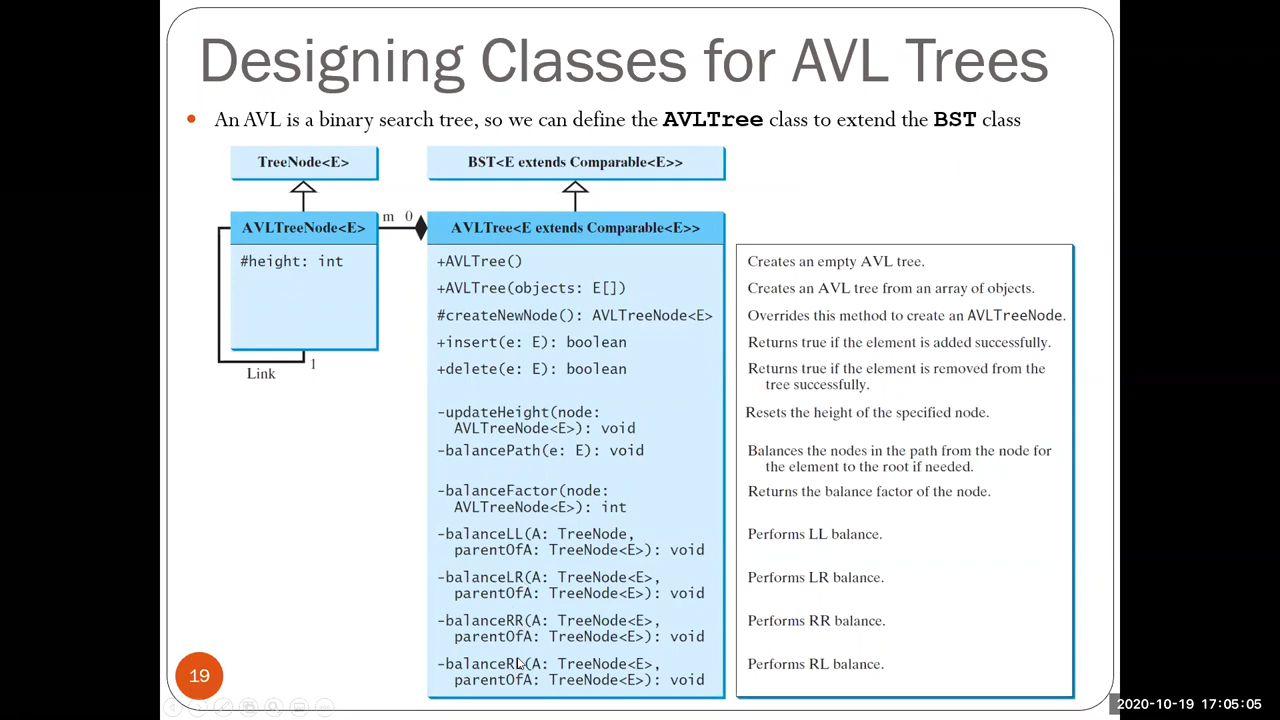 Designing Classes for AVL Trees
• An AVL is a binary search tree, so we can define the AVLTree class to extend the BST class
TreeNode<E>
BST<E extends Comparable<E>>
AVLTreeNode<E>
m 0
AVLTree<E extends Comparable<E>>
#height: int
1
Link
+AVLTree()
Creates an empty AVL tree.
+AVLTree(objects: E[])
Creates an AVL tree from an array of objects.
#createNewNode(): AVLTreeNode<E>
Overrides this method to create an AVLTreeNode.
+insert(e: E): boolean
Returns true if the element is added successfully.
+delete(e: E): boolean
Returns true if the element is removed from the
tree successfully.
-updateHeight(node:
AVLTreeNode<E>): void
Resets the height of the specified node.
-balancePath(e: E): void
Balances the nodes in the path from the node for
the element to the root if needed.
-balanceFactor(node:
AVLTreeNode<E>): int
Returns the balance factor of the node.
-balanceLL(A: TreeNode,
parentOfA: TreeNode<E>): void
Performs LL balance.
-balanceLR(A: TreeNode<E>,
parentOfA: TreeNode<E>): void
Performs LR balance.
-balanceRR(A: TreeNode<E>,
parentOfA: TreeNode<E>): void
Performs RR balance.
-balanceRL(A: TreeNode<E>,
parentOfA: TreeNode<E>): void
Performs RL balance.
19
2020-10-19 17:05:05